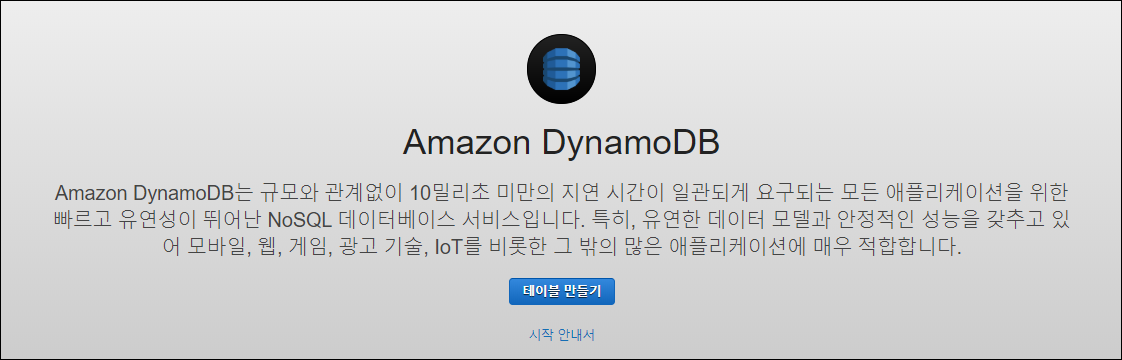 Amazon DynamoDB
Amazon DynamoDB는 규모와 관계없이 10밀리초 미만의 지연 시간이 일관되게 요구되는 모든 애플리케이션을 위한
빠르고 유연성이 뛰어난 NoSQL 데이터베이스 서비스입니다. 특히, 유연한 데이터 모델과 안정적인 성능을 갖추고 있
어 모바일, 웹, 게임, 광고 기술, IoT를 비롯한 그 밖의 많은 애플리케이션에 매우 적합합니다.
테이블 만들기
시작 안내서